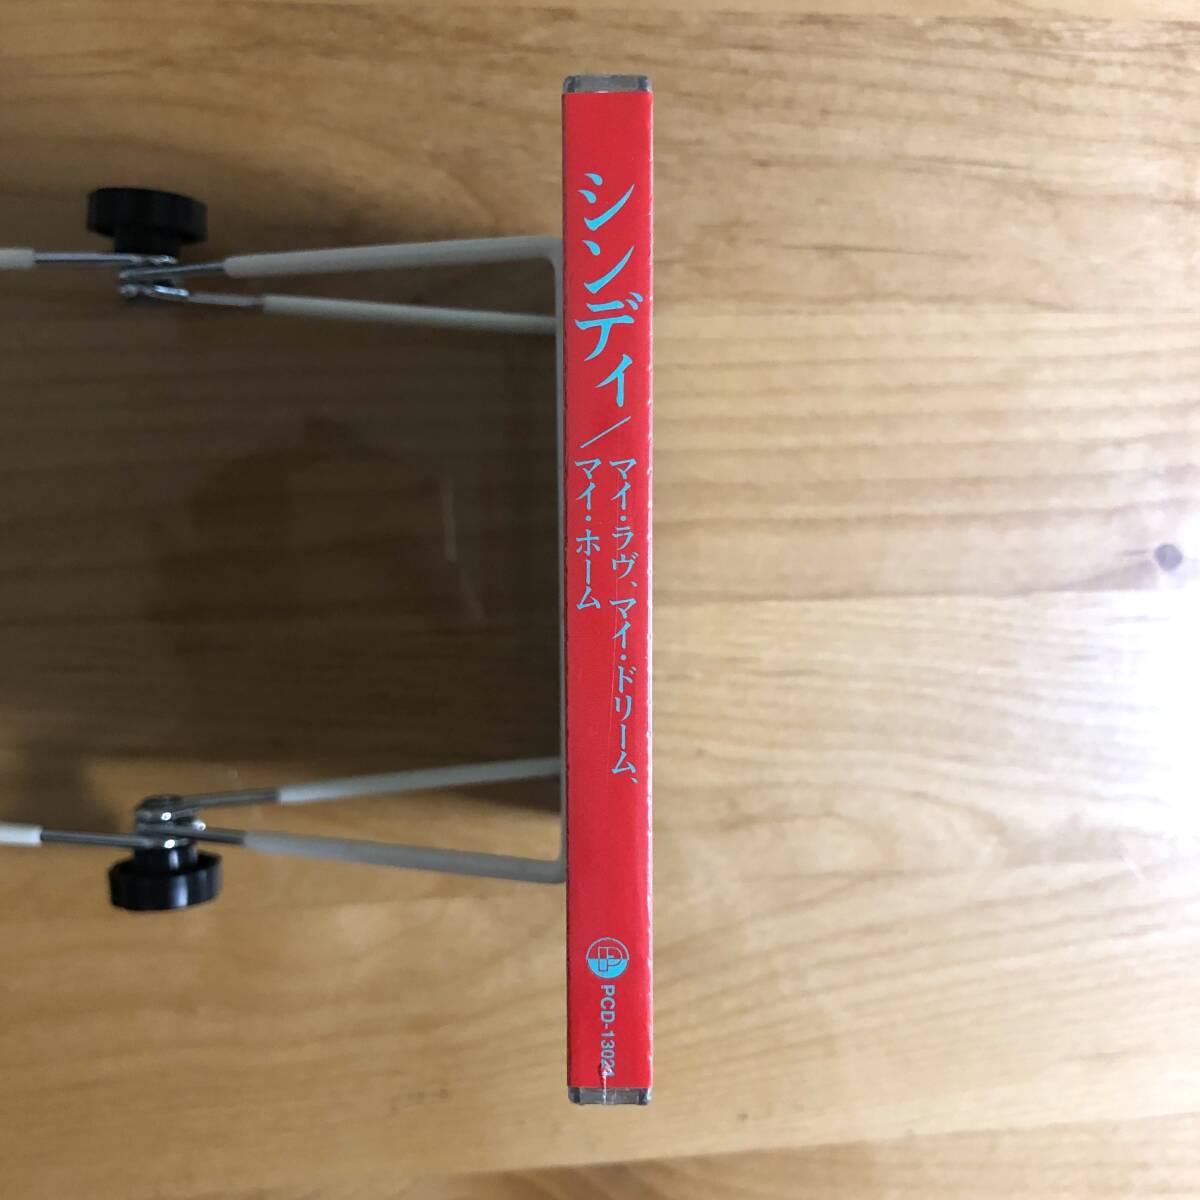 シンディ/
マイ・ラヴ、マイ・ドリーム、
マイ・ホーム
P
PCD-13021